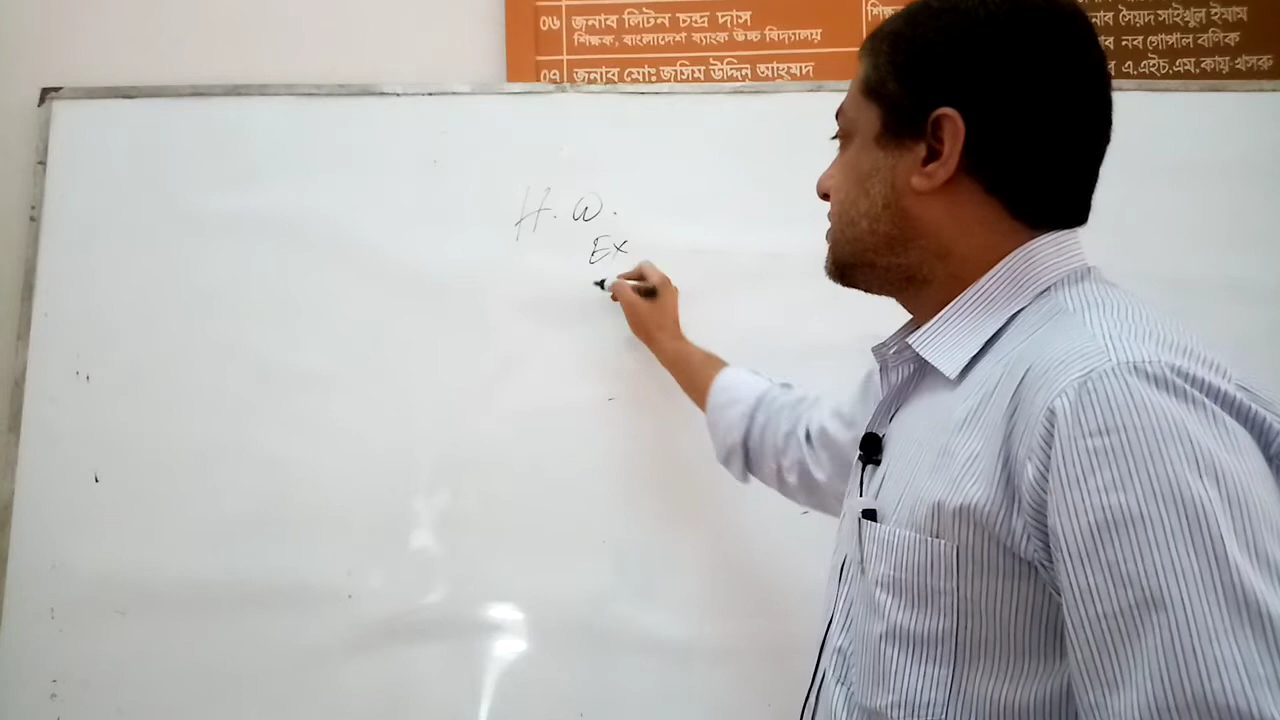 ০৬ জনাব লিটন চন্দ্র দাস
শিক্ষক, বাংলাদেশ ব্যাংক উচ্চ বিদ্যালয়
০৭ জনাব মোঃ জসিম উদ্দিন আহমদ
শিক্ষ
নাব সৈয়দ সাইখুল ইমাম
ব নব গোপাল বণিক
ব এ,এইচ,এম,কায়-খসরু
H. W.
Ex